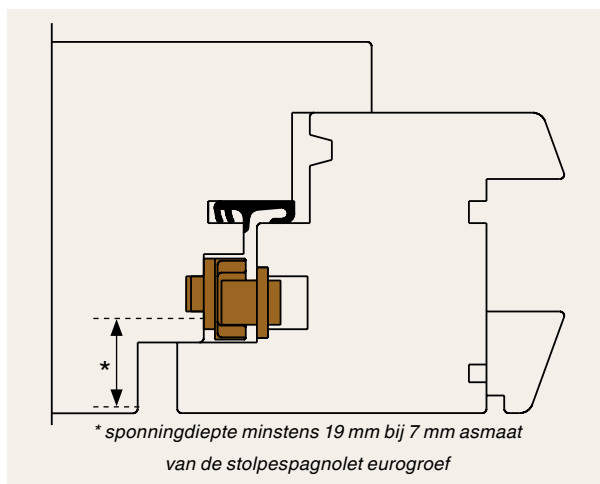 *
* sponningdiepte minstens 19 mm bij 7 mm asmaat
van de stolpespagnolet eurogroef